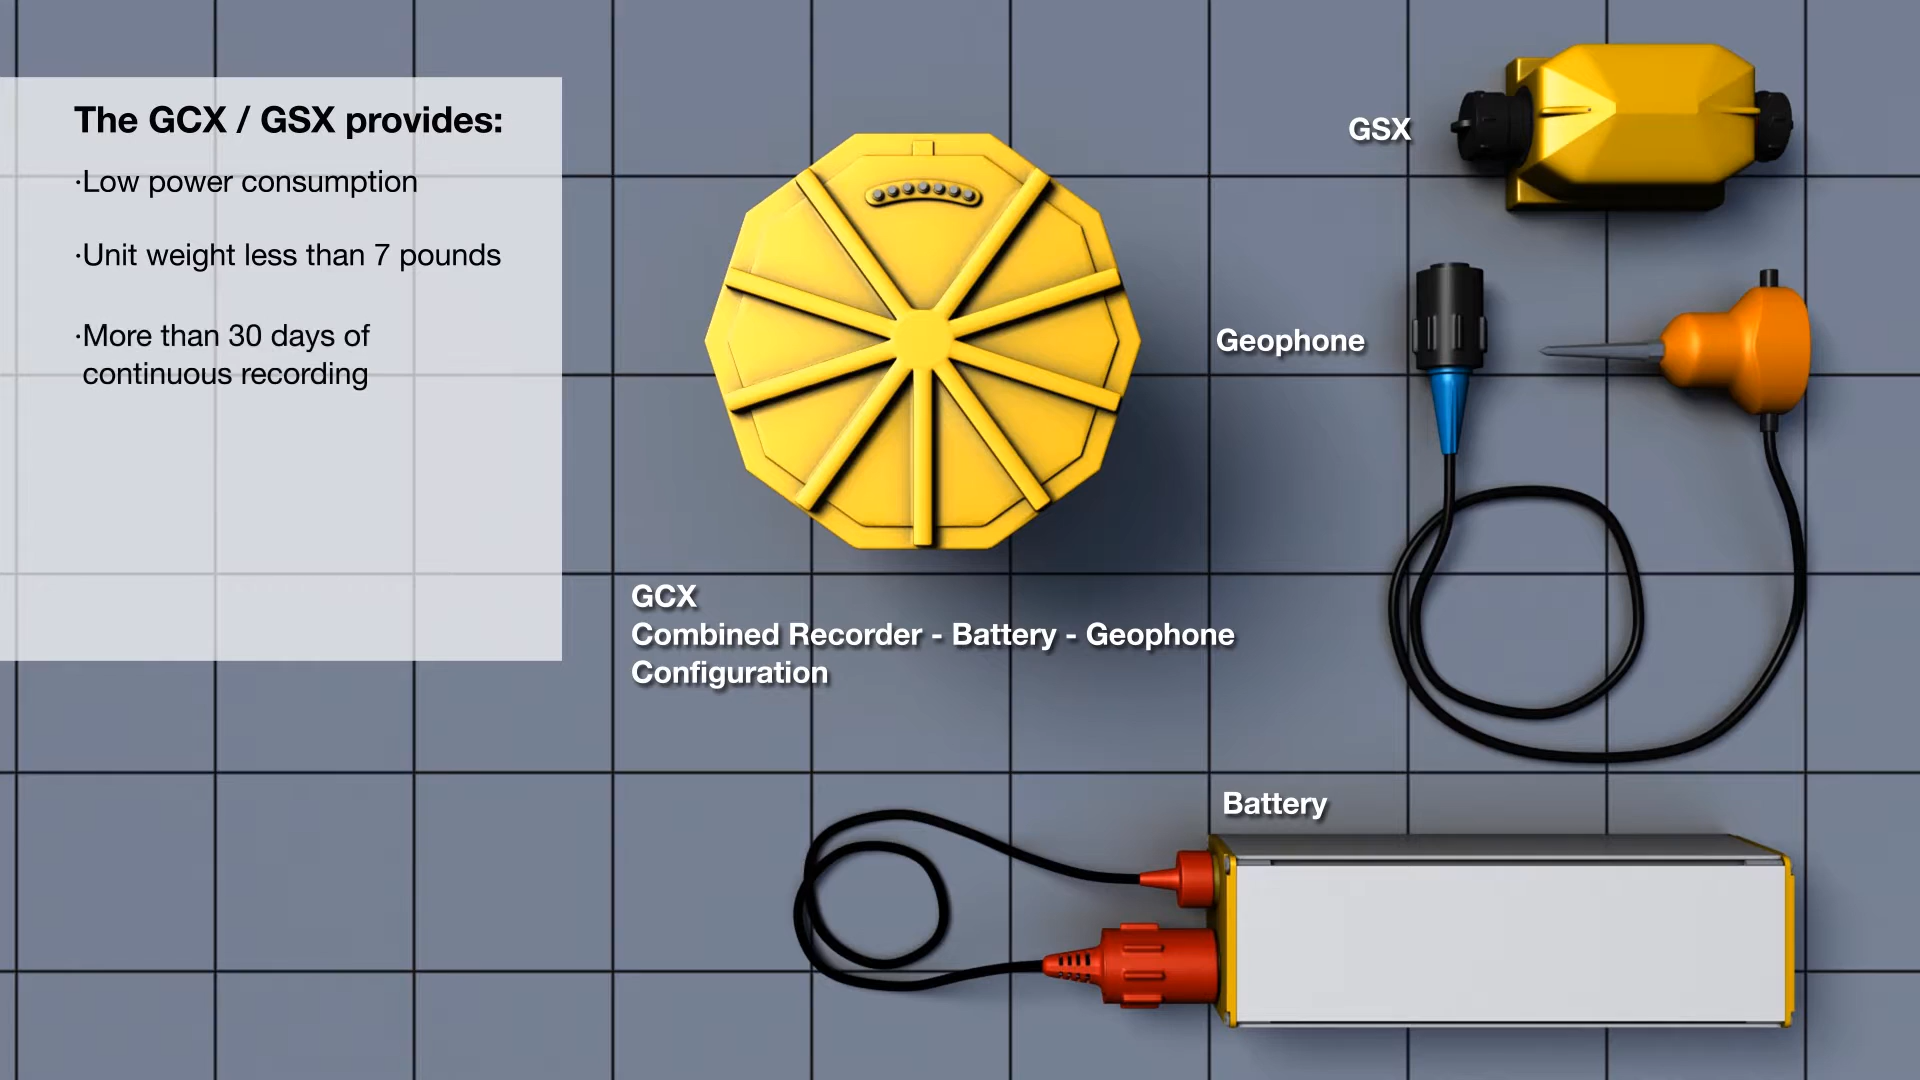 The GCX / GSX provides:
·Low power consumption
·Unit weight less than 7 pounds
·More than 30 days of
continuous recording
GCX
Combined Recorder - Battery - Geophone
Configuration
GSX
Geophone
Battery